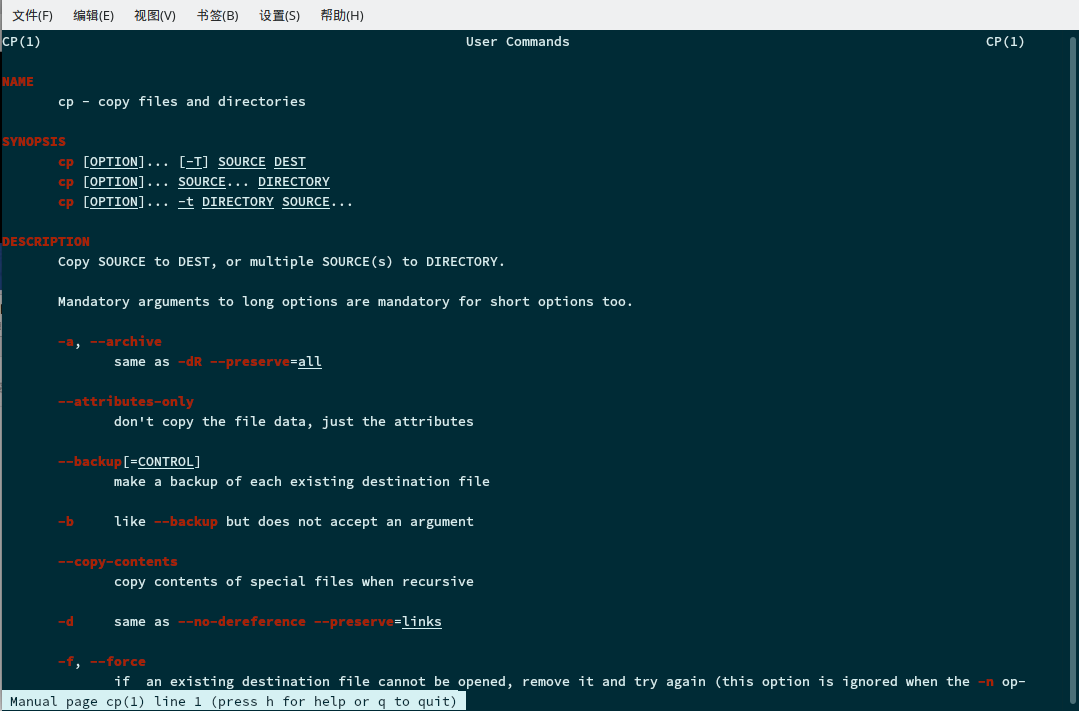 文件(F) 编辑(E) 视图(V) 书签(B) 设置(S) 帮助(H)
CP(1) User Commands CP(1)
NAME
cp - copy files and directories
SYNOPSIS
cp [OPTION]... [-T] SOURCE DEST
cp [OPTION]... SOURCE... DIRECTORY
cp [OPTION]... -t DIRECTORY SOURCE...
DESCRIPTION
Copy SOURCE to DEST, or multiple SOURCE(s) to DIRECTORY.
Mandatory arguments to long options are mandatory for short options too.
-a, --archive
same as -dR --preserve=all
--attributes-only
don't copy the file data, just the attributes
--backup[=CONTROL]
make a backup of each existing destination file
-b like --backup but does not accept an argument
--copy-contents
copy contents of special files when recursive
-d same as --no-dereference --preserve=links
-f, --force
if an existing destination file cannot be opened, remove it and try again (this option is ignored when the -n op-
Manual page cp(1) line 1 (press h for help or q to quit)